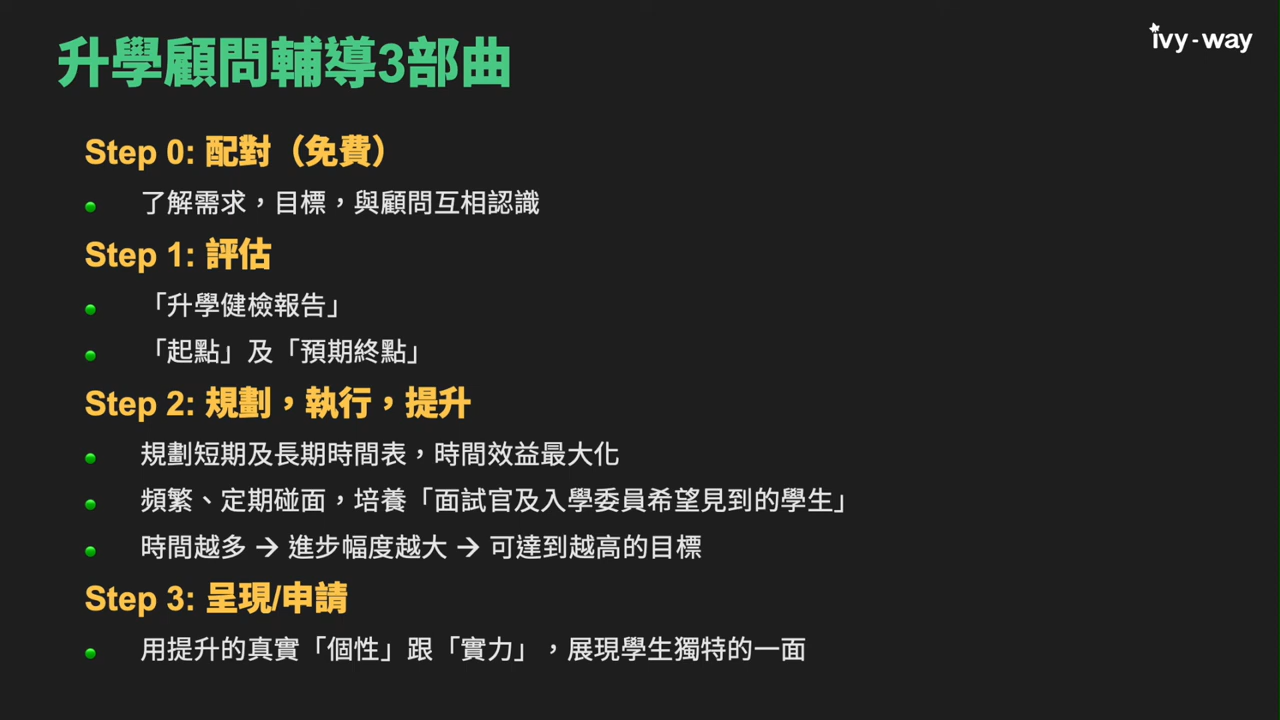 升學顧問輔導3部曲
ivy-way
Step 0: 配對（免費）
了解需求，目標，與顧問互相認識
Step 1: 評估
「升學健檢報告」
「起點」及「預期終點」
Step 2: 規劃，執行，提升
規劃短期及長期時間表，時間效益最大化
頻繁、定期碰面，培養「面試官及入學委員希望見到的學生」
時間越多 → 進步幅度越大 → 可達到越高的目標
Step 3: 呈現/申請
用提升的真實「個性」跟「實力」，展現學生獨特的一面